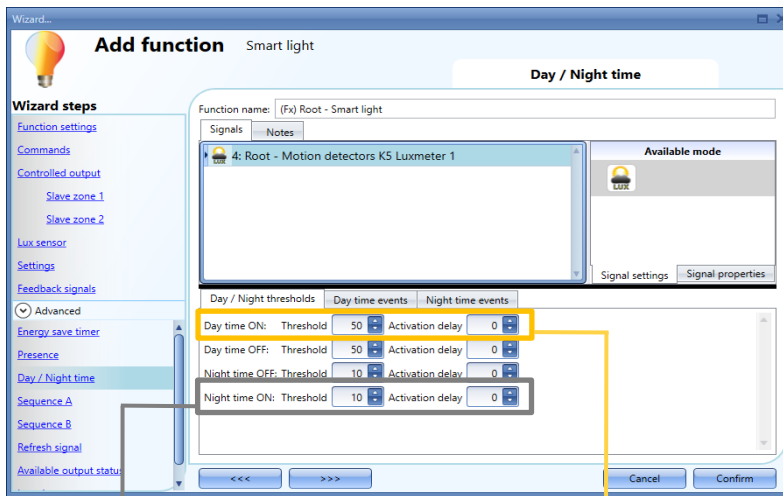 Wizard...
Add function Smart light
Day / Night time
Wizard steps
Function settings
Commands
Controlled output
Slave zone 1
Slave zone 2
Lux sensor
Settings
Feedback signals
Advanced
Energy save timer
Presence
Day / Night time
Sequence A
Sequence B
Refresh signal
Available output status
Function name: (Fx) Root - Smart light
Signals Notes
LUX 4: Root - Motion detectors K5 Luxmeter 1
Available mode
LUX
Signal settings Signal properties
Day / Night thresholds Day time events Night time events
Day time ON: Threshold 50 Activation delay 0
Day time OFF: Threshold 50 Activation delay 0
Night time OFF: Threshold 10 Activation delay 0
Night time ON: Threshold 10 Activation delay 0
<<< >>> Cancel Confirm